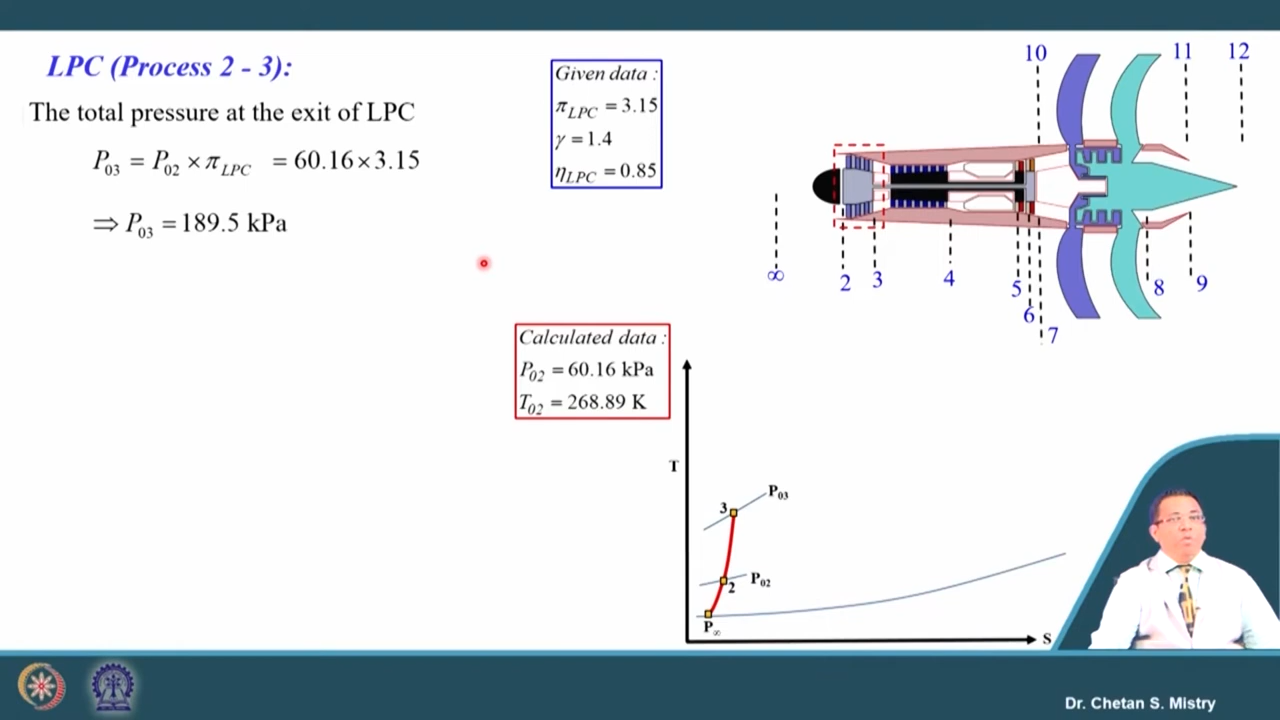 LPC (Process 2 - 3):
The total pressure at the exit of LPC
P₀₃ = P₀₂ × π_LPC = 60.16 × 3.15
⇒ P₀₃ = 189.5 kPa
Given data :
π_LPC = 3.15
γ = 1.4
η_LPC = 0.85
10
11
12
∞
2
3
4
5
6
7
8
9
Calculated data :
P₀₂ = 60.16 kPa
T₀₂ = 268.89 K
T
3
P₀₃
2
P₀₂
P∞
S
Dr. Chetan S. Mistry